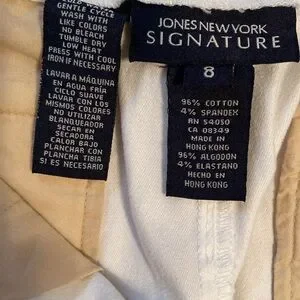 GENTLE CYCLE
WASH WITH
LIKE COLORS
NO BLEACH
TUMBLE DRY
LOW HEAT
PRESS WITH COOL
IRON IF NECESSARY
LAVAR A MÁQUINA
EN AGUA FRÍA
CICLO SUAVE
LAVAR CON LOS
MISMOS COLORES
NO UTILIZAR
BLANQUEADOR
SECAR EN
SECADORA
CALOR BAJO
PLANCHAR CON
PLANCHA TIBIA
SI ES NECESARIO
JONES NEW YORK
SIGNATURE
8
96% COTTON
4% SPANDEX
RN 54050
CA 08349
MADE IN
HONG KONG
96% ALGODON
4% ELASTANO
HECHO EN
HONG KONG